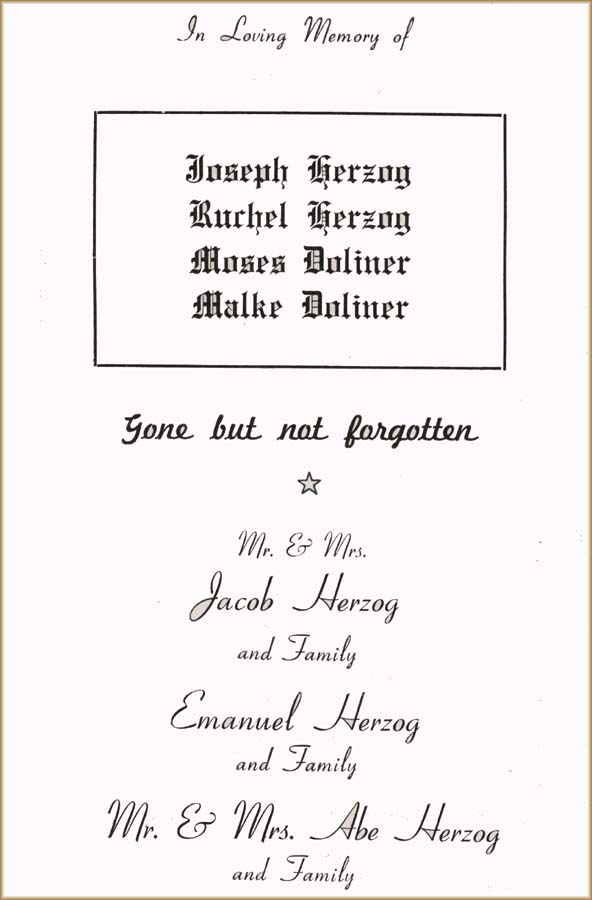 In Loving Memory of
Joseph Herzog
Ruchel Herzog
Moses Doliner
Malke Doliner
Gone but not forgotten
Mr. & Mrs.
Jacob Herzog
and Family
Emanuel Herzog
and Family
Mr. & Mrs. Abe Herzog
and Family